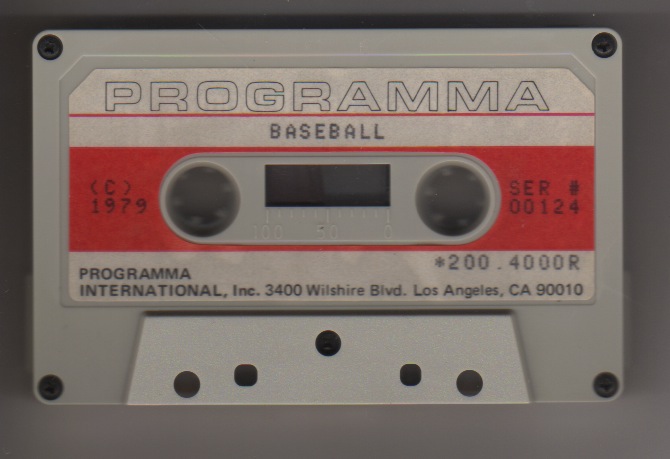 PROGRAMMA
BASEBALL
(C)
1979
SER #
00124
100 50 0
*200.4000R
PROGRAMMA
INTERNATIONAL, Inc. 3400 Wilshire Blvd. Los Angeles, CA 90010